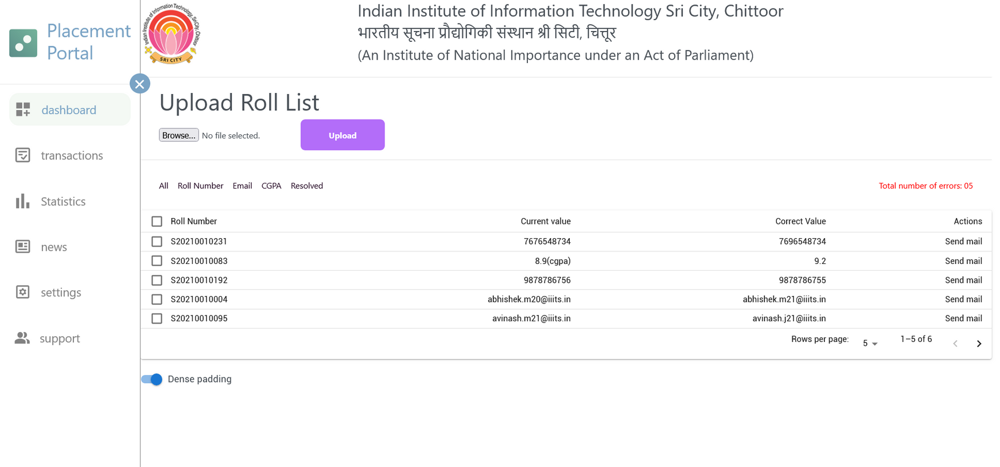 Placement
Portal
dashboard
transactions
Statistics
news
settings
support
Indian Institute of Information Technology Sri City, Chittoor
SRI CITY
Indian Institute of Information Technology Sri City, Chittoor
भारतीय सूचना प्रौद्योगिकी संस्थान श्री सिटी, चित्तूर
(An Institute of National Importance under an Act of Parliament)
Upload Roll List
Browse... No file selected. Upload
All Roll Number Email CGPA Resolved Total number of errors: 05
Roll Number Current value Correct Value Actions
S20210010231 7676548734 7696548734 Send mail
S20210010083 8.9(cgpa) 9.2 Send mail
S20210010192 9878786756 9878786755 Send mail
S20210010004 abhishek.m20@iiits.in abhishek.m21@iiits.in Send mail
S20210010095 avinash.m21@iiits.in avinash.j21@iiits.in Send mail
Rows per page: 5 1–5 of 6
Dense padding